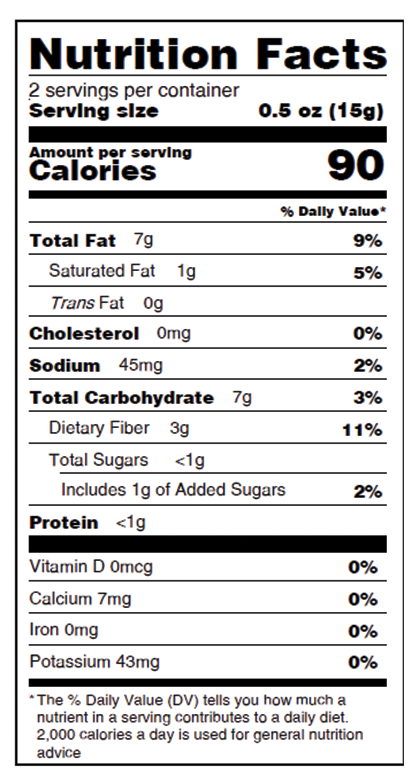 Nutrition Facts
2 servings per container
Serving size 0.5 oz (15g)
Amount per serving
Calories 90
% Daily Value*
Total Fat 7g 9%
Saturated Fat 1g 5%
Trans Fat 0g
Cholesterol 0mg 0%
Sodium 45mg 2%
Total Carbohydrate 7g 3%
Dietary Fiber 3g 11%
Total Sugars <1g
Includes 1g of Added Sugars 2%
Protein <1g
Vitamin D 0mcg 0%
Calcium 7mg 0%
Iron 0mg 0%
Potassium 43mg 0%
* The % Daily Value (DV) tells you how much a
nutrient in a serving contributes to a daily diet.
2,000 calories a day is used for general nutrition
advice